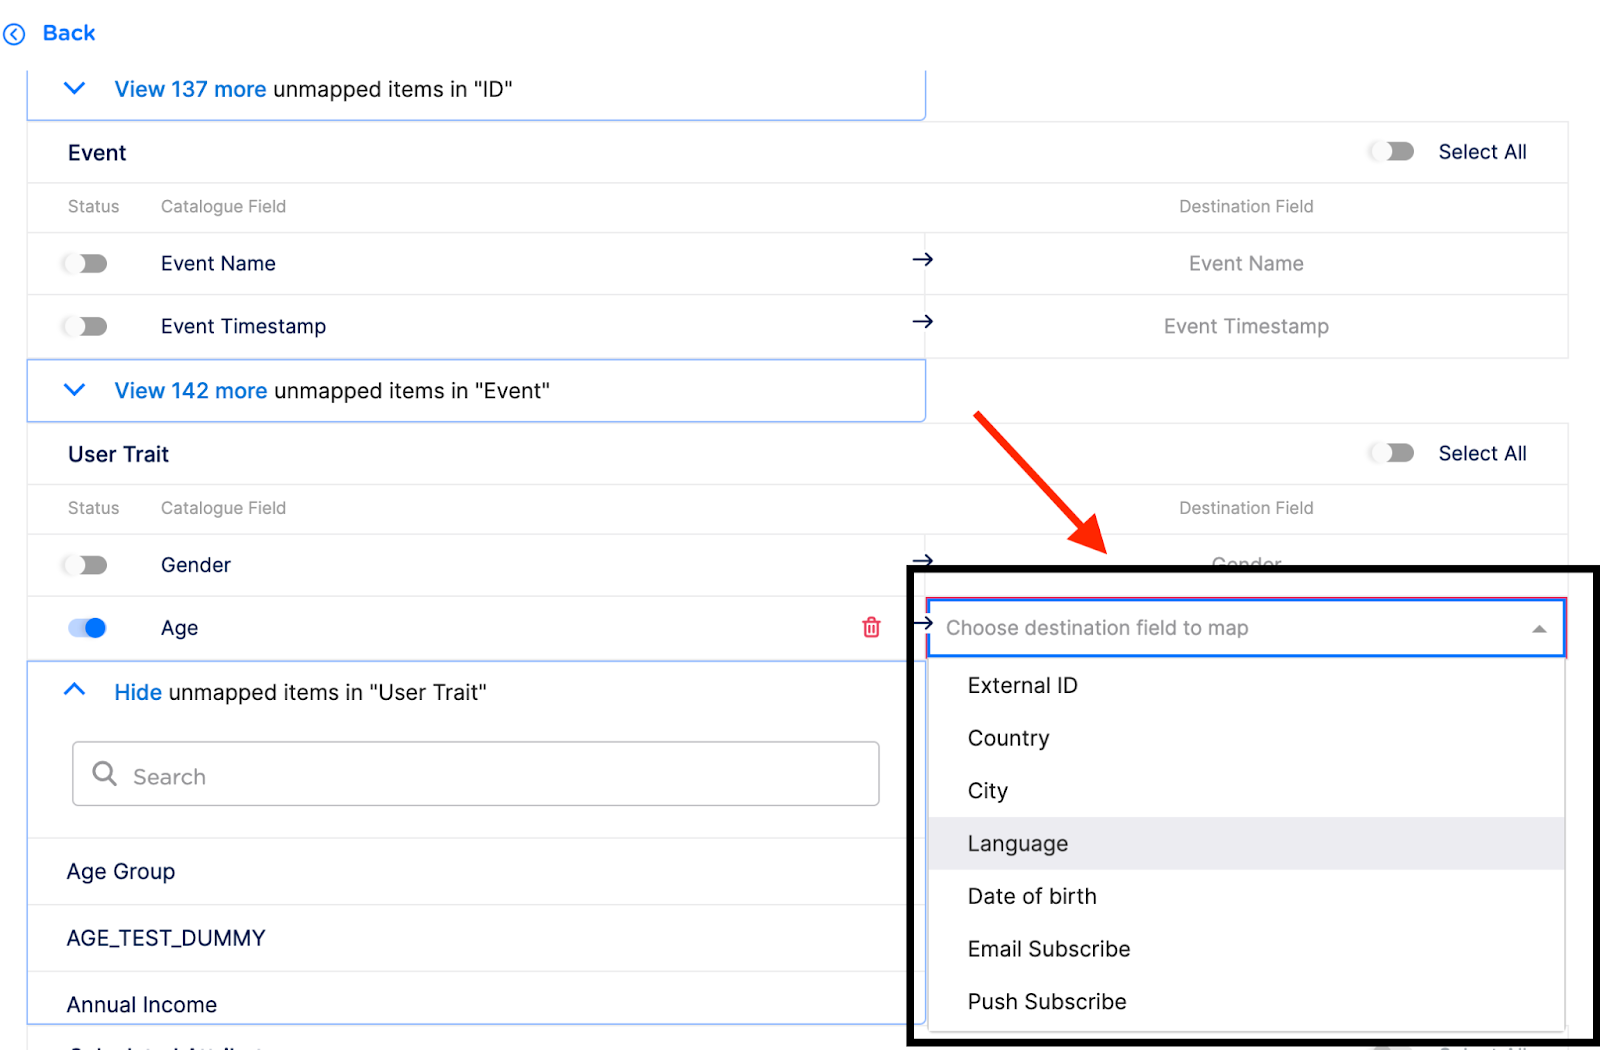 Back
View 137 more unmapped items in "ID"
Event
Select All
Status
Catalogue Field
Destination Field
Event Name
Event Name
Event Timestamp
Event Timestamp
View 142 more unmapped items in "Event"
User Trait
Select All
Status
Catalogue Field
Destination Field
Gender
Gender
Age
Choose destination field to map
Hide unmapped items in "User Trait"
External ID
Country
Search
City
Language
Age Group
Date of birth
AGE_TEST_DUMMY
Email Subscribe
Annual Income
Push Subscribe